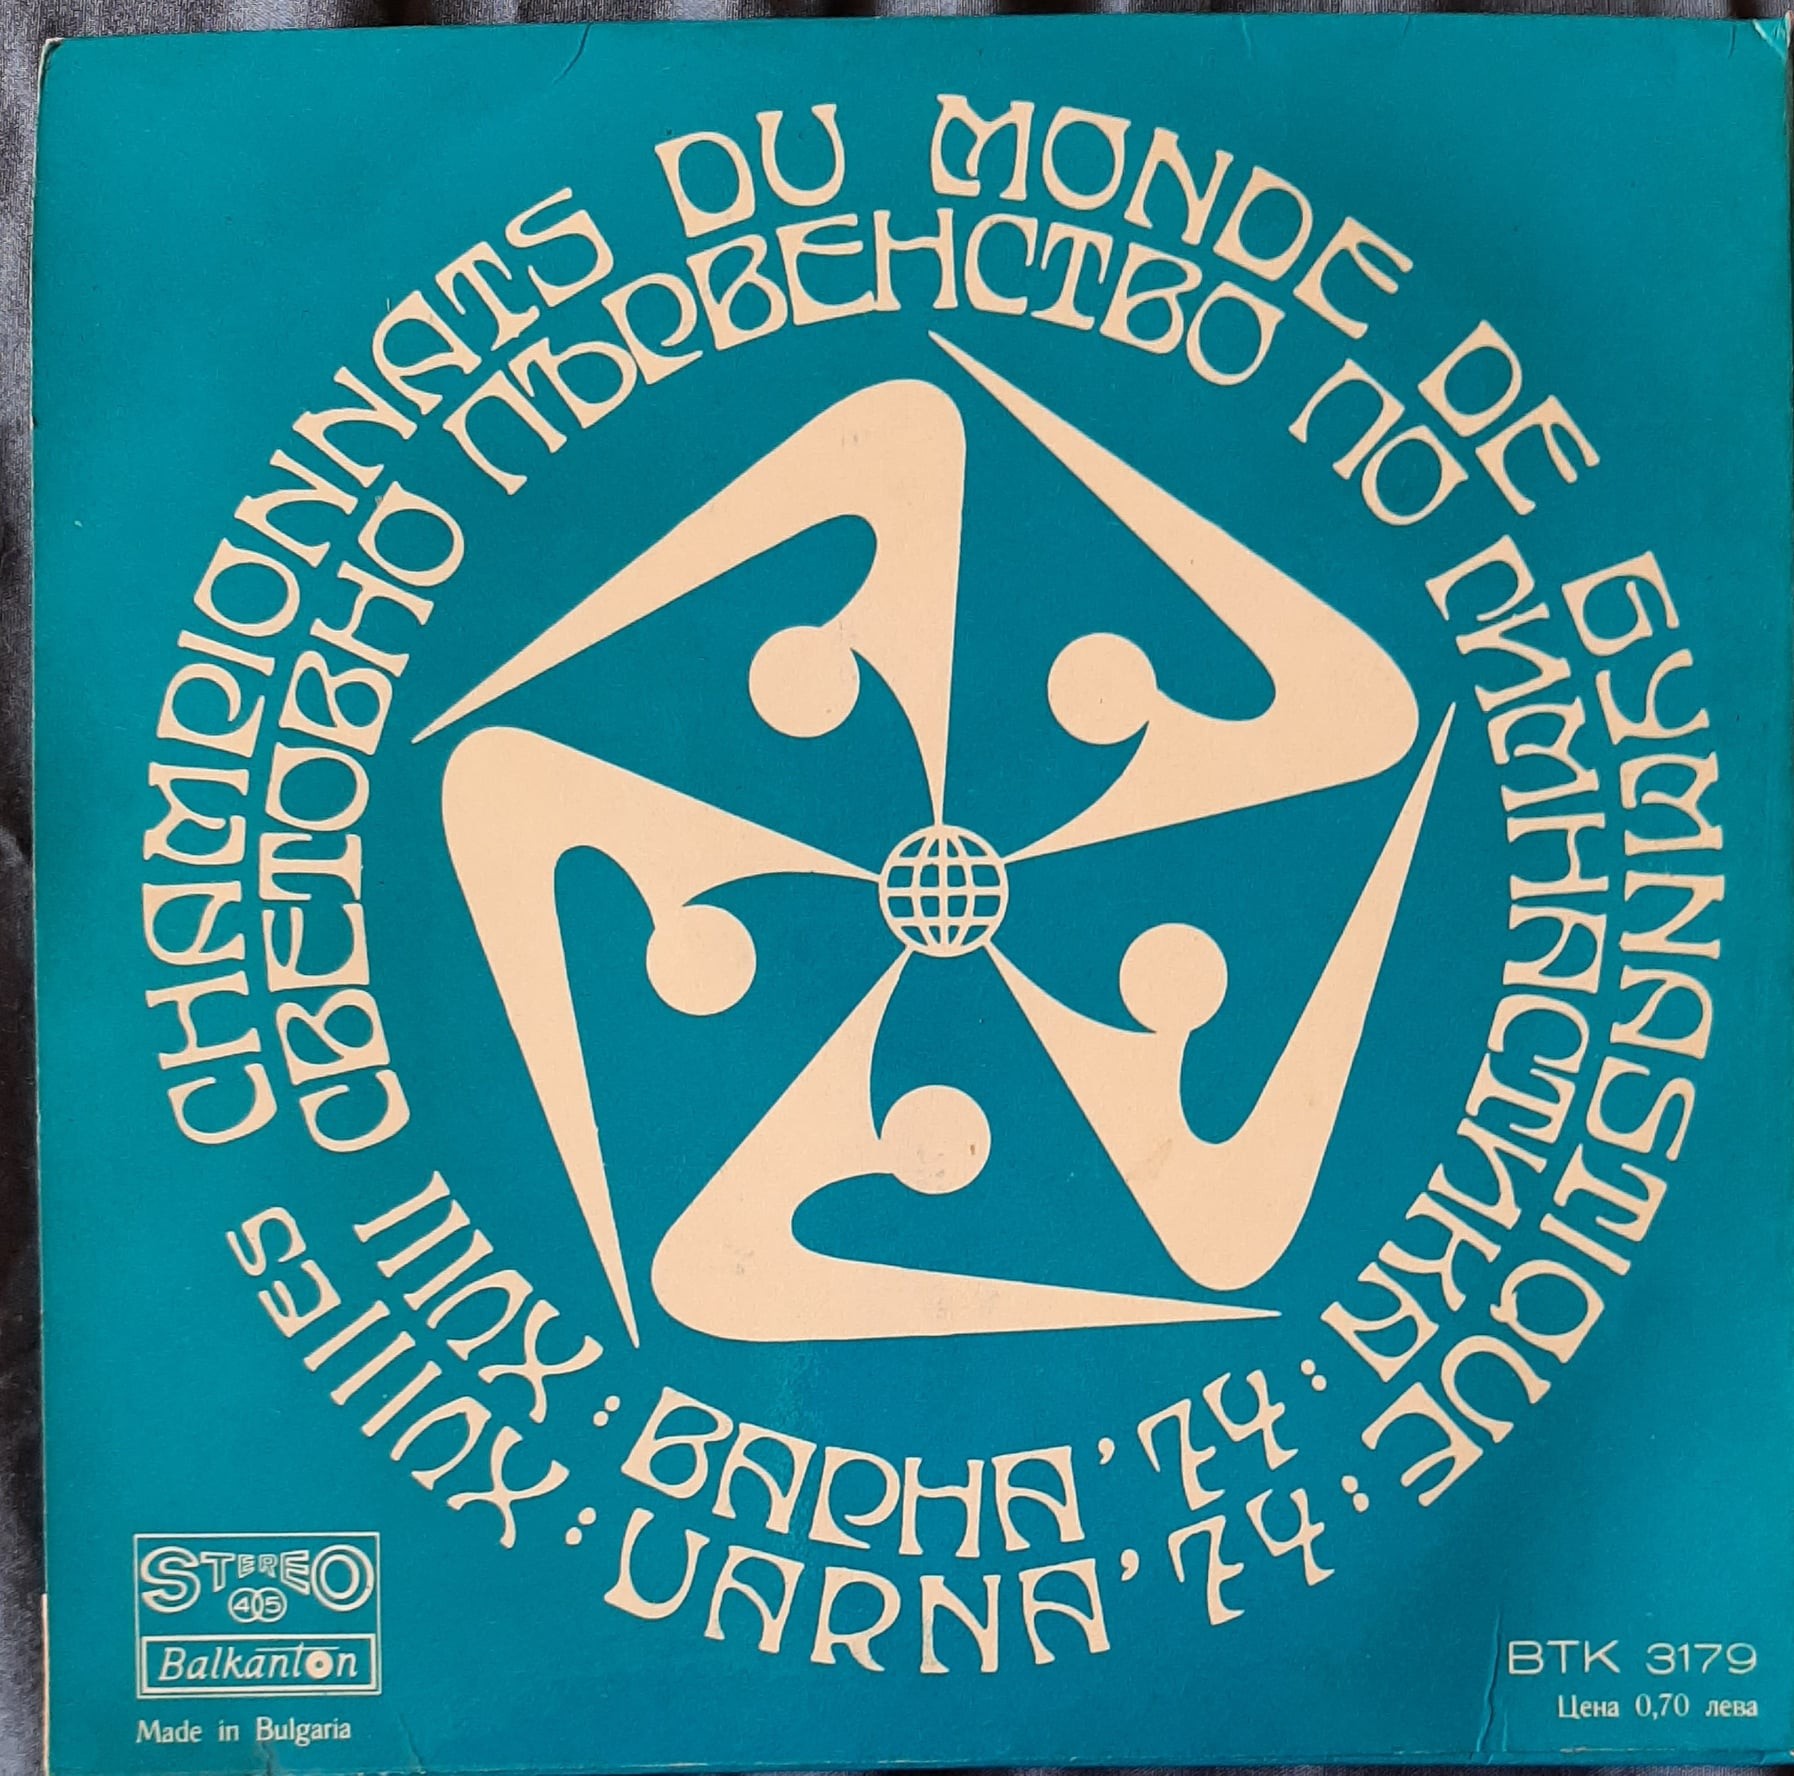 XVIIIES CHAMPIONNATS DU MONDE DE GYMNASTIQUE : VARNA '74 :
XVIII СВЕТОВНО ПЪРВЕНСТВО ПО ГИМНАСТИКА : ВАРНА '74 :
STEREO
45
Balkanton
Made in Bulgaria
ВТК 3179
Цена 0,70 лева